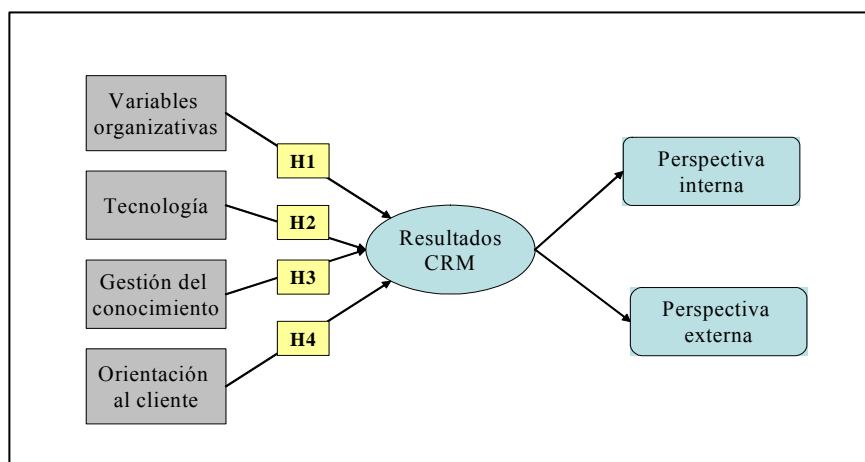 Variables
organizativas
H1
Tecnología
H2
Gestión del
conocimiento
H3
Orientación
al cliente
H4
Resultados
CRM
Perspectiva
interna
Perspectiva
externa